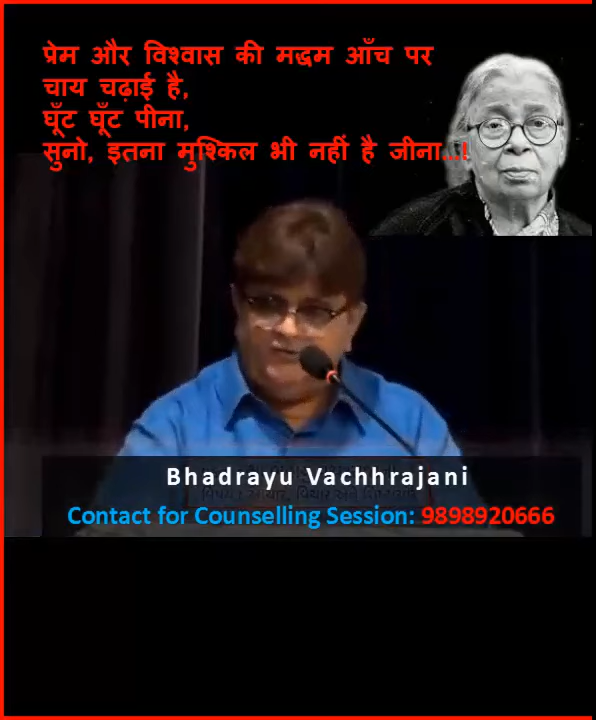 प्रेम और विश्वास की मद्धम आँच पर
चाय चढ़ाई है,
घूँट घूँट पीना,
सुनो, इतना मुश्किल भी नहीं है जीना...!
Bhadrayu Vachhrajani
Contact for Counselling Session: 9898920666